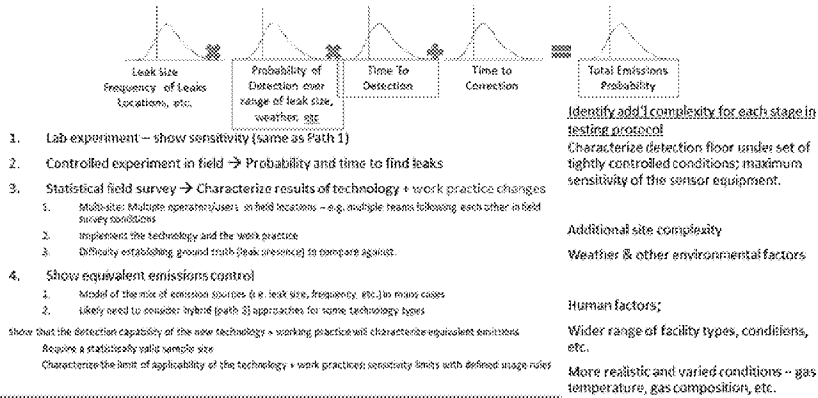 Leak Size
Frequency of Leaks
Locations, etc.
Probability of
Detection over
range of leak size,
weather, etc
Time To
Detection
Time to
Correction
Total Emissions
Probability
1. Lab experiment – show sensitivity (same as Path 1)
2. Controlled experiment in field → Probability and time to find leaks
3. Statistical field survey → Characterize results of technology + work practice changes
1. Multi-site: Multiple operators/users in field locations – e.g. multiple teams following each other in field
survey conditions
2. Implement the technology and the work practice
3. Difficulty establishing ground truth (leak presence) to compare against.
4. Show equivalent emissions control
1. Model of the mix of emission sources (i.e. leak size, frequency, etc.) in many cases
2. Likely need to consider hybrid (path 3) approaches for some technology types
Show that the detection capability of the new technology + working practice will characterize equivalent emissions
Require a statistically valid sample size
Characterize the limit of applicability of the technology + work practices; sensitivity limits with defined usage rules
Identify add'l complexity for each stage in
testing protocol
Characterize detection floor under set of
tightly controlled conditions; maximum
sensitivity of the sensor equipment.
Additional site complexity
Weather & other environmental factors
Human factors;
Wider range of facility types, conditions,
etc.
More realistic and varied conditions – gas
temperature, gas composition, etc.